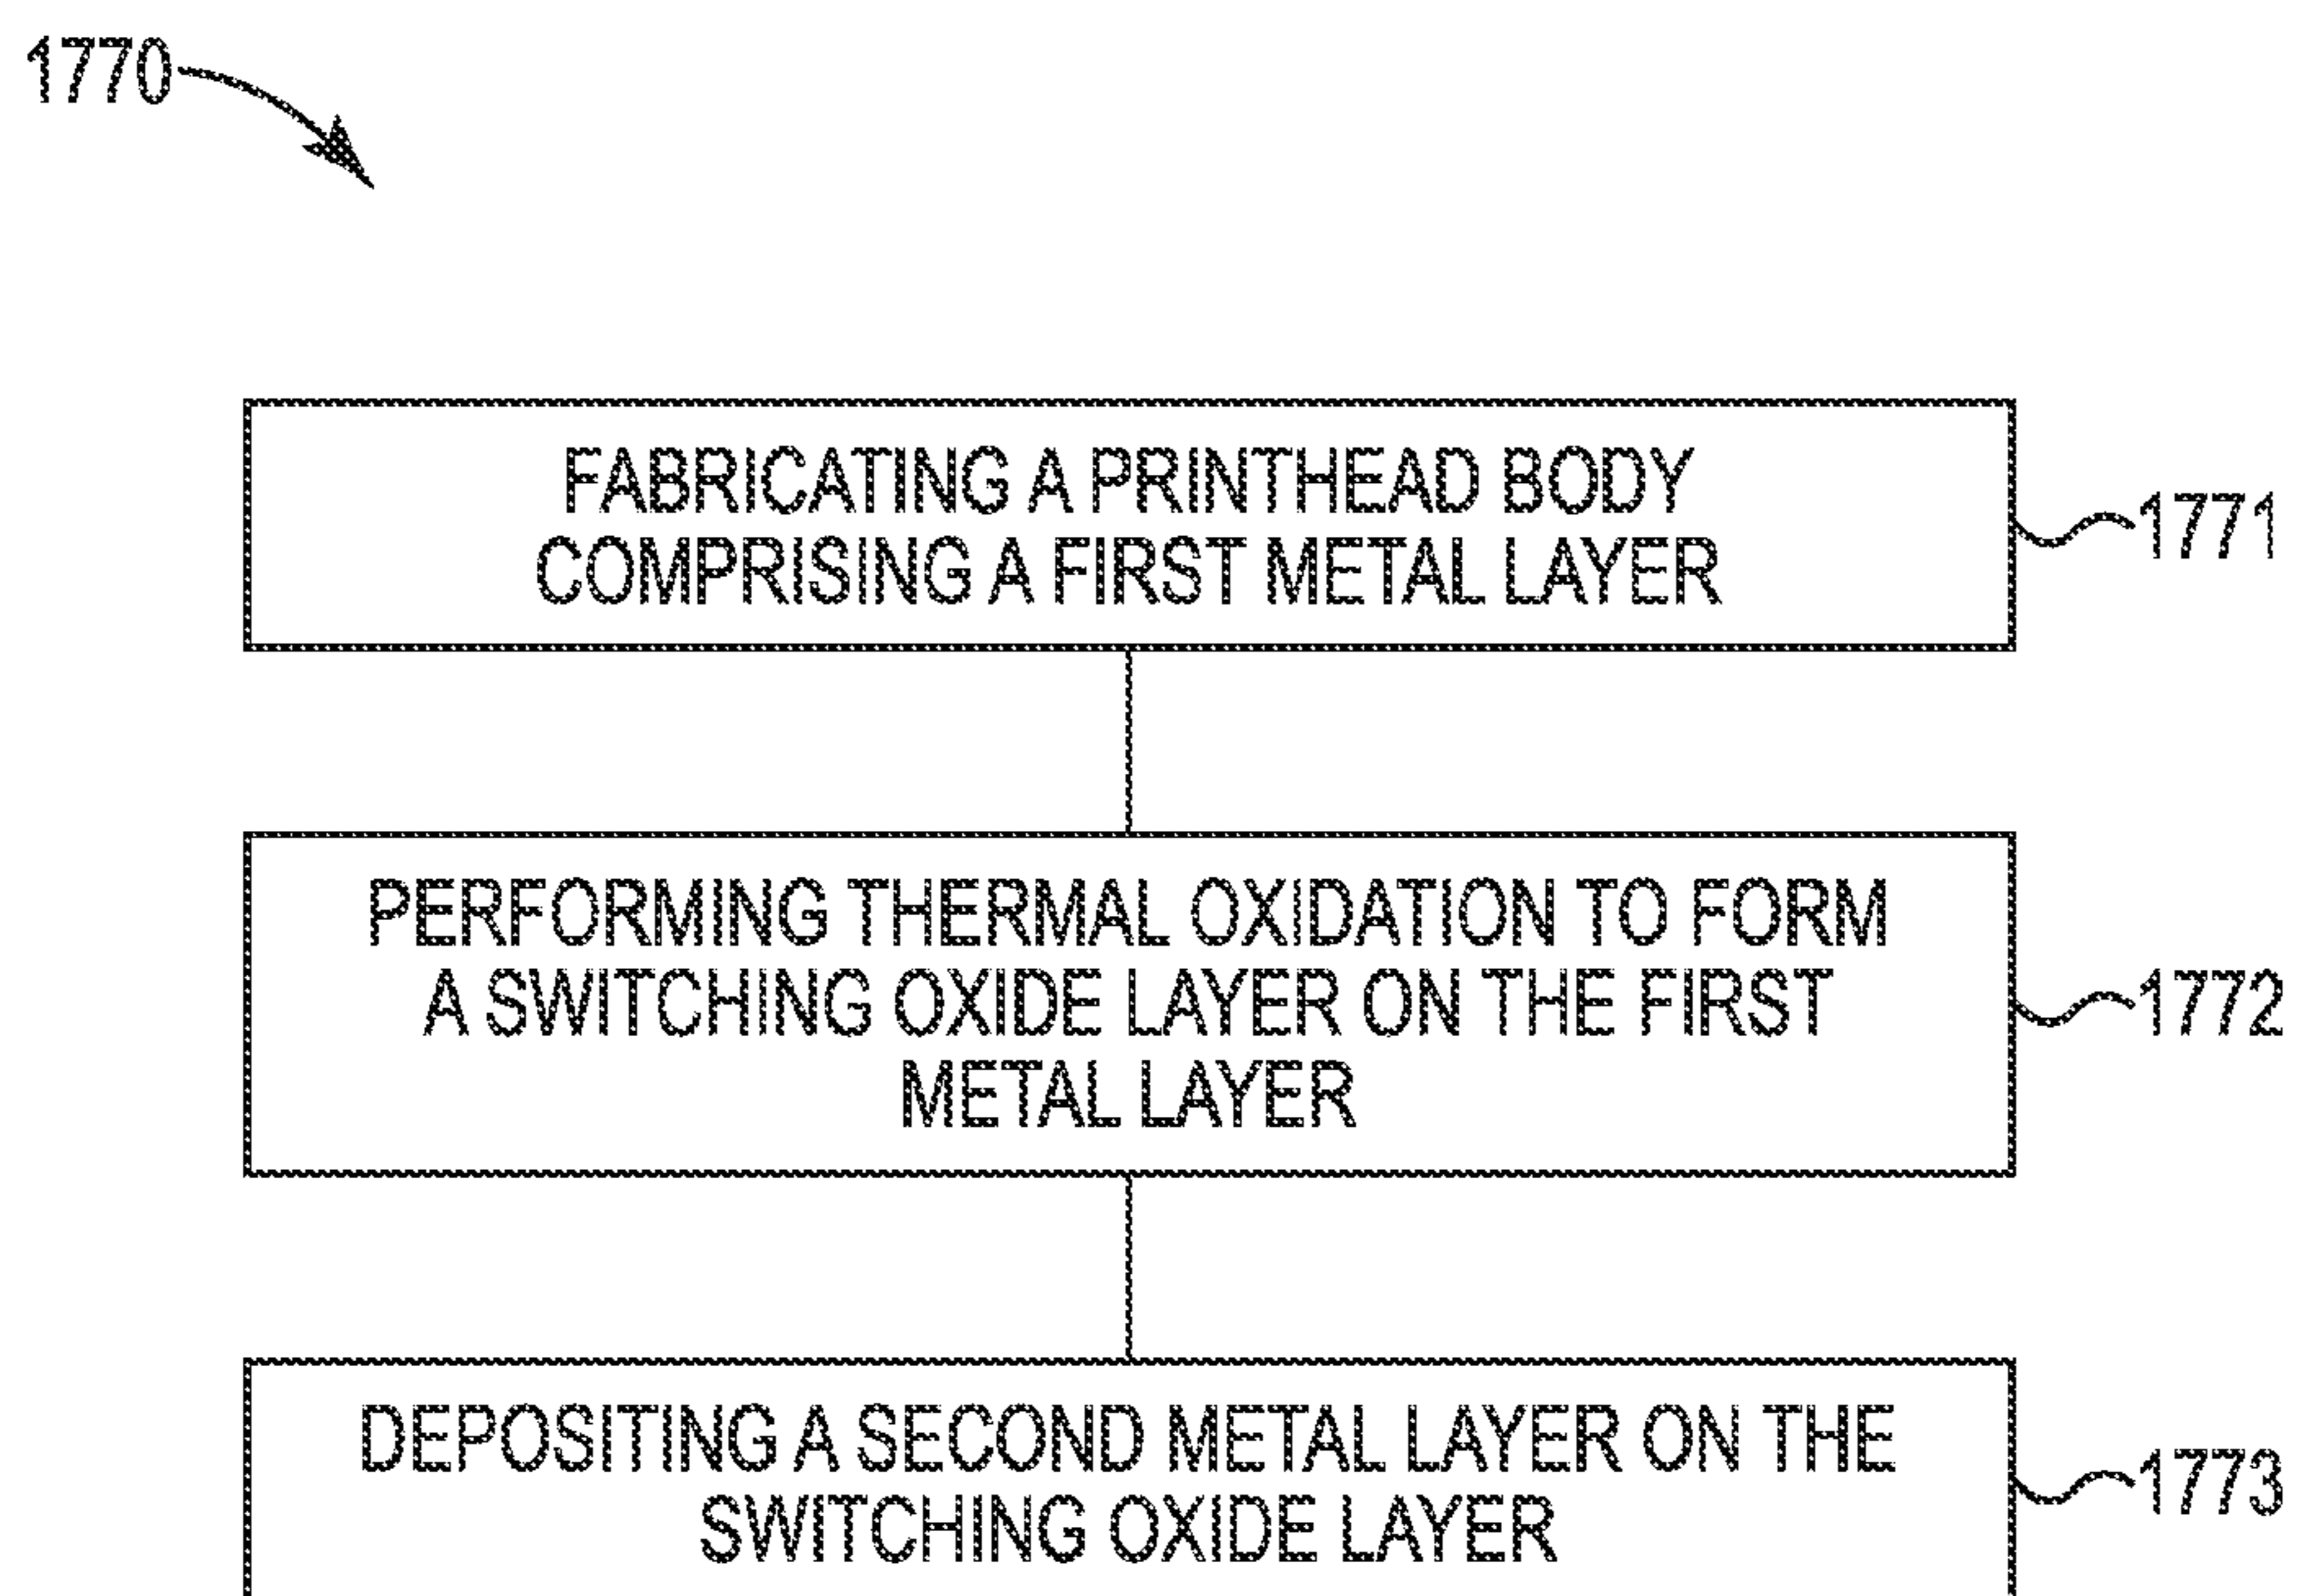 1770
FABRICATING A PRINTHEAD BODY
COMPRISING A FIRST METAL LAYER
1771
PERFORMING THERMAL OXIDATION TO FORM
A SWITCHING OXIDE LAYER ON THE FIRST
METAL LAYER
1772
DEPOSITING A SECOND METAL LAYER ON THE
SWITCHING OXIDE LAYER
1773